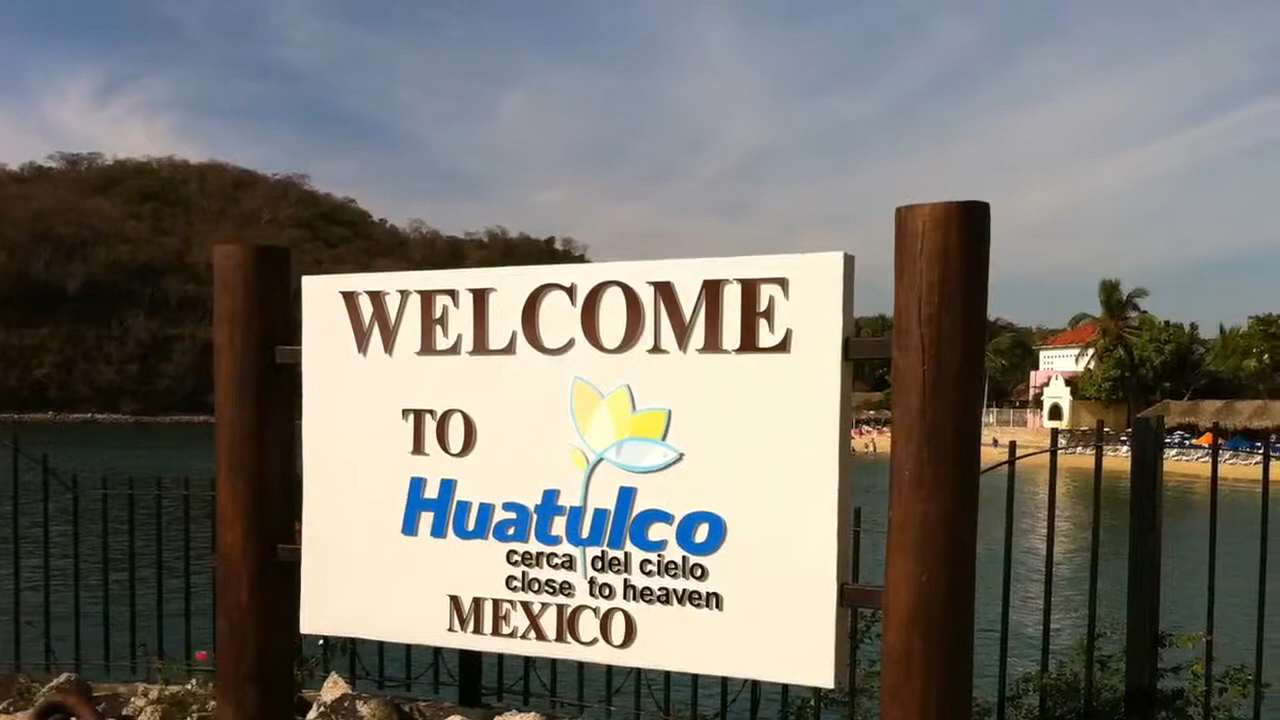 WELCOME
TO
Huatulco
cerca del cielo
close to heaven
MEXICO